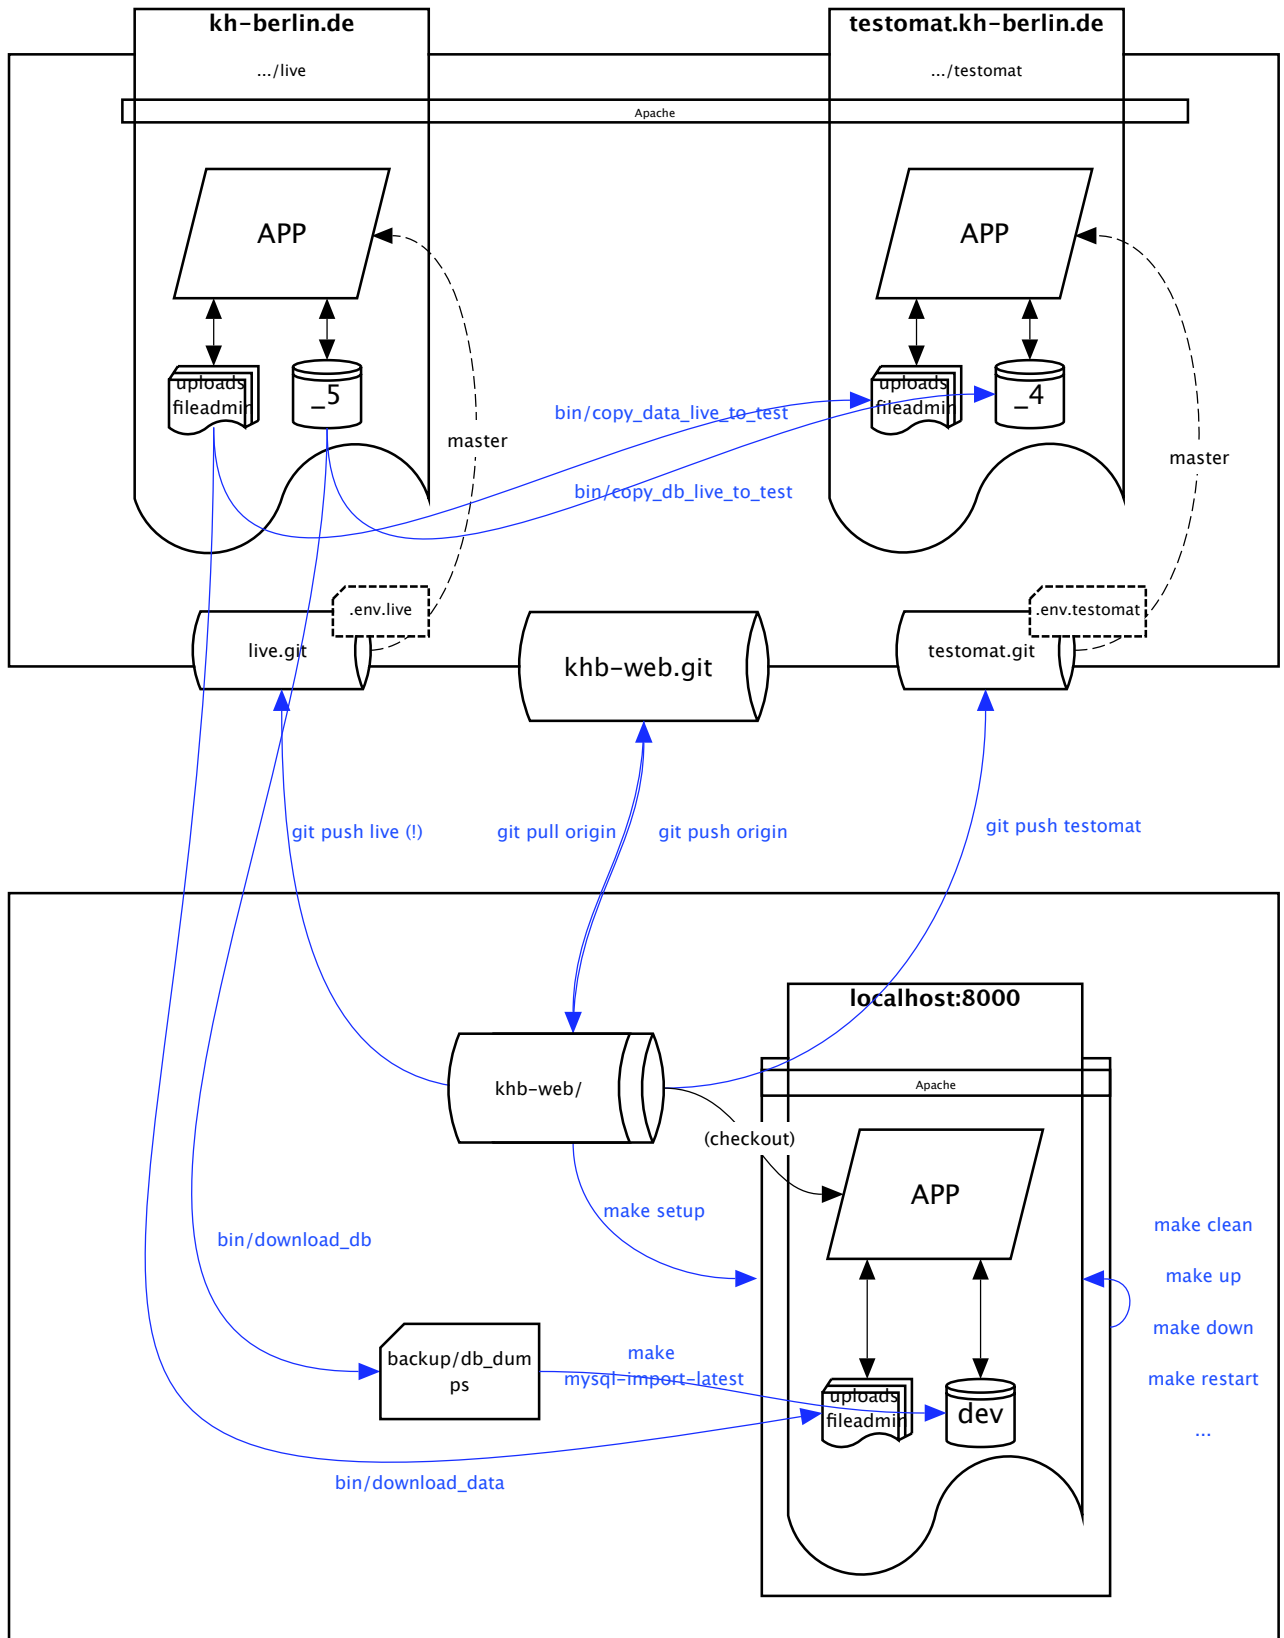 kh-berlin.de
testomat.kh-berlin.de
.../live
.../testomat
Apache
APP
APP
uploads
fileadmin
_5
uploads
fileadmin
_4
bin/copy_data_live_to_test
master
master
bin/copy_db_live_to_test
.env.live
.env.testomat
live.git
khb-web.git
testomat.git
git push live (!)
git pull origin
git push origin
git push testomat
localhost:8000
Apache
khb-web/
(checkout)
APP
make setup
make clean
bin/download_db
make up
make down
backup/db_dum
ps
make
mysql-import-latest
make restart
uploads
fileadmin
dev
...
bin/download_data